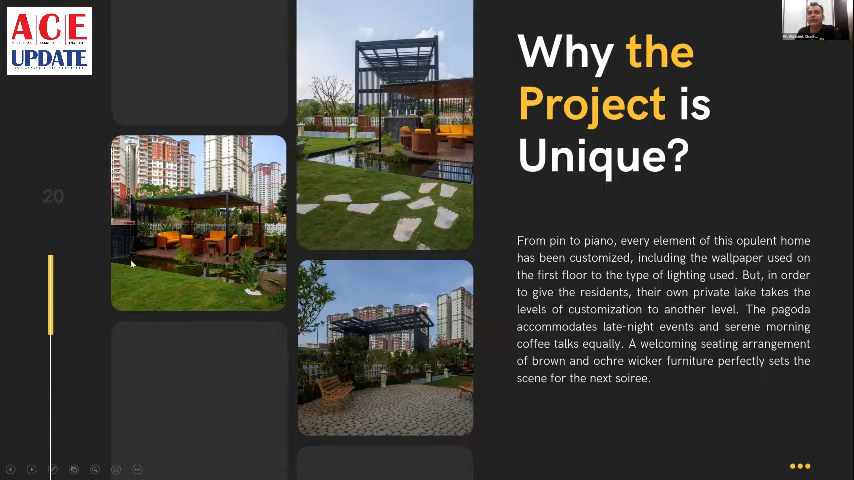 ACE
UPDATE
Why the
Project is
Unique?
20
From pin to piano, every element of this opulent home
has been customized, including the wallpaper used on
the first floor to the type of lighting used. But, in order
to give the residents, their own private lake takes the
levels of customization to another level. The pagoda
accommodates late-night events and serene morning
coffee talks equally. A welcoming seating arrangement
of brown and ochre wicker furniture perfectly sets the
scene for the next soiree.